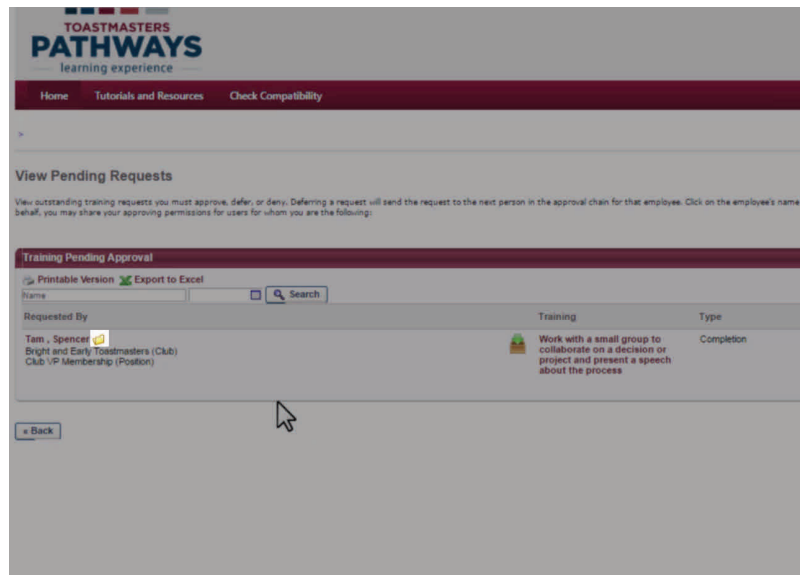 TOASTMASTERS
PATHWAYS
learning experience
Home Tutorials and Resources Check Compatibility
>
View Pending Requests
View outstanding training requests you must approve, defer, or deny. Deferring a request will send the request to the next person in the approval chain for that employee. Click on the employee's name
behalf, you may share your approving permissions for users for whom you are the following:
Training Pending Approval
Printable Version Export to Excel
Name Search
Requested By Training Type
Tam , Spencer Work with a small group to Completion
Bright and Early Toastmasters (Club) collaborate on a decision or
Club VP Membership (Position) project and present a speech
about the process
« Back